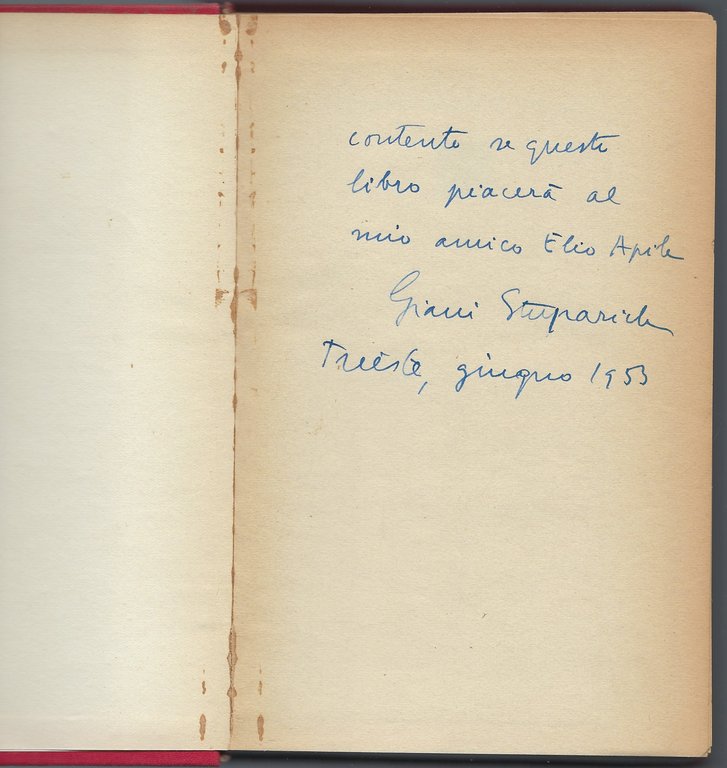 contento se questo
libro piacerà al
mio amico Elio Apih
Giani Stuparich
Trieste, giugno 1953